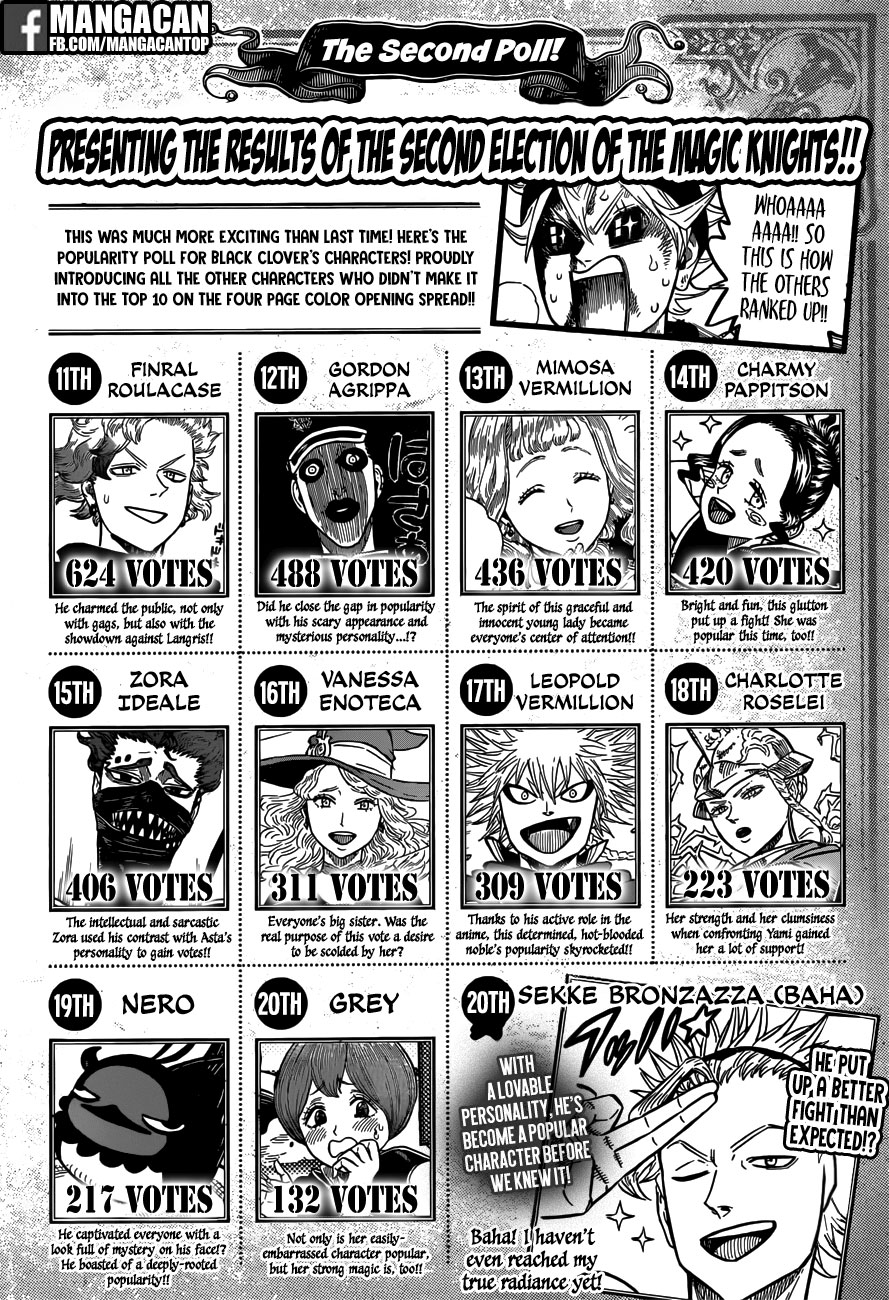 MANGACAN
FB.COM/MANGACANTOP
The Second Poll!
PRESENTING THE RESULTS OF THE SECOND ELECTION OF THE MAGIC KNIGHTS!!
THIS WAS MUCH MORE EXCITING THAN LAST TIME! HERE'S THE
POPULARITY POLL FOR BLACK CLOVER'S CHARACTERS! PROUDLY
INTRODUCING ALL THE OTHER CHARACTERS WHO DIDN'T MAKE IT
INTO THE TOP 10 ON THE FOUR PAGE COLOR OPENING SPREAD!!
WHOAAAA
AAAA!! SO
THIS IS HOW
THE OTHERS
RANKED UP!!
11TH
FINRAL
ROULACASE
624 VOTES
He charmed the public, not only
with gags, but also with the
showdown against Langris!!
12TH
GORDON
AGRIPPA
488 VOTES
Did he close the gap in popularity
with his scary appearance and
mysterious personality...!?
13TH
MIMOSA
VERMILLION
436 VOTES
The spirit of this graceful and
innocent young lady became
everyone's center of attention!!
14TH
CHARMY
PAPPITSON
420 VOTES
Bright and fun, this glutton
put up a fight! She was
popular this time, too!!
15TH
ZORA
IDEALE
406 VOTES
The intellectual and sarcastic
Zora used his contrast with Asta's
personality to gain votes!!
16TH
VANESSA
ENOTECA
311 VOTES
Everyone's big sister. Was the
real purpose of this vote a desire
to be scolded by her?
17TH
LEOPOLD
VERMILLION
309 VOTES
Thanks to his active role in the
anime, this determined, hot-blooded
noble's popularity skyrocketed!!
18TH
CHARLOTTE
ROSELEI
223 VOTES
Her strength and her clumsiness
when confronting Yami gained
her a lot of support!
19TH
NERO
217 VOTES
He captivated everyone with a
look full of mystery on his face!?
He boasted of a deeply-rooted
popularity!!
20TH
GREY
132 VOTES
Not only is her easily-
embarrassed character popular,
but her strong magic is, too!!
20TH
SEKKE BRONZAZZA (BAHA)
WITH
A LOVABLE
PERSONALITY, HE'S
BECOME A POPULAR
CHARACTER BEFORE
WE KNEW IT!
HE PUT
UP A BETTER
FIGHT THAN
EXPECTED!?
Baha! I haven't
even reached my
true radiance yet!